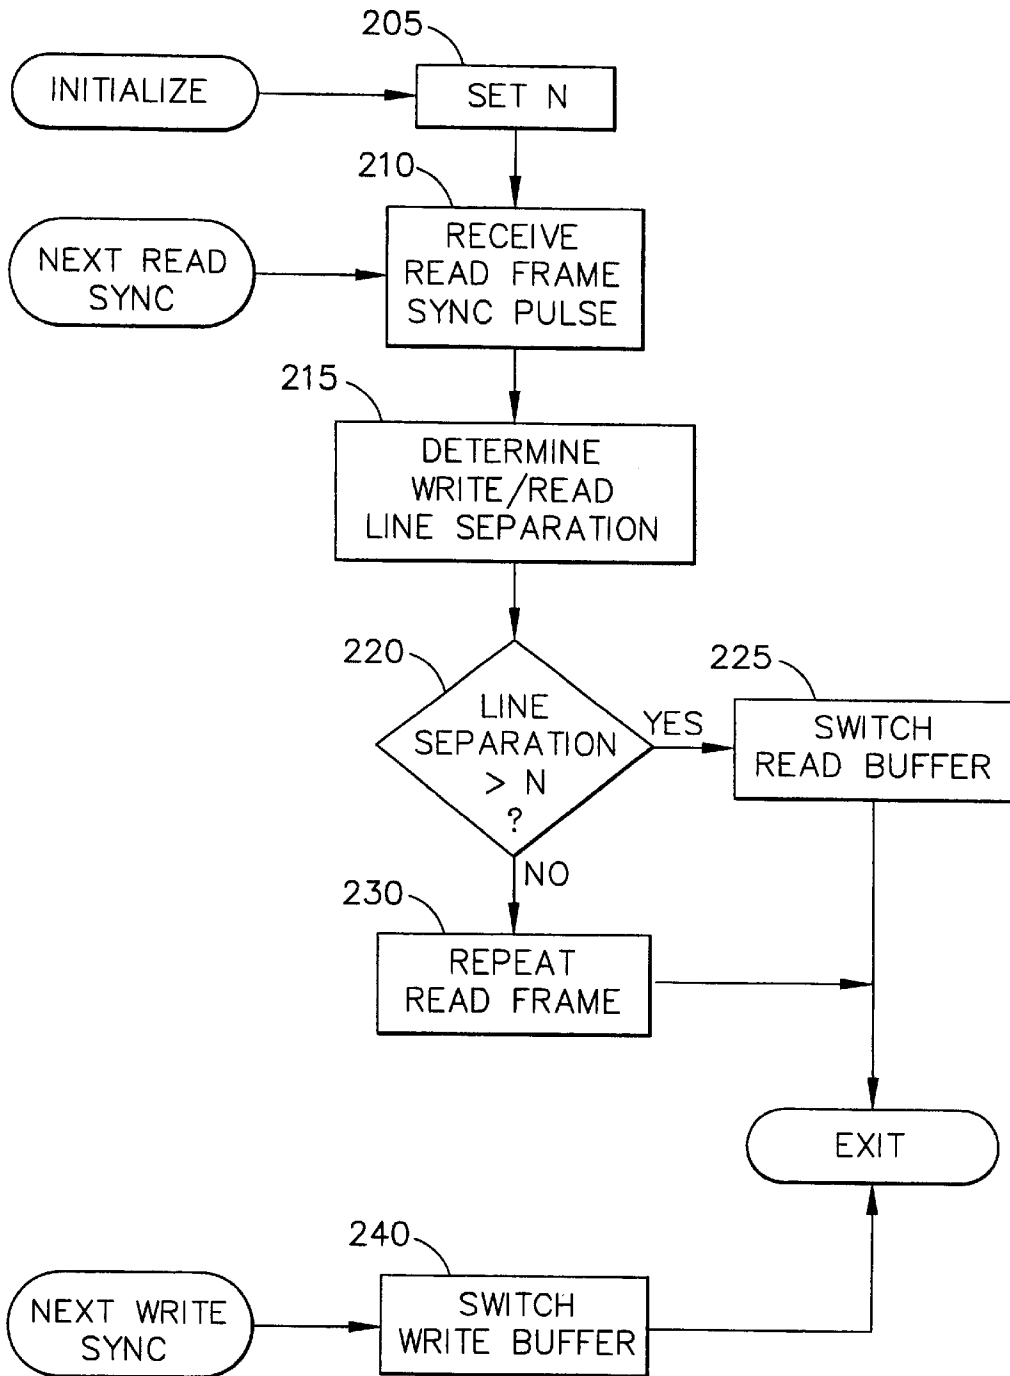 205
INITIALIZE
SET N
210
NEXT READ
SYNC
RECEIVE
READ FRAME
SYNC PULSE
215
DETERMINE
WRITE/READ
LINE SEPARATION
220
LINE
SEPARATION
> N
?
YES
225
SWITCH
READ BUFFER
NO
230
REPEAT
READ FRAME
EXIT
240
NEXT WRITE
SYNC
SWITCH
WRITE BUFFER